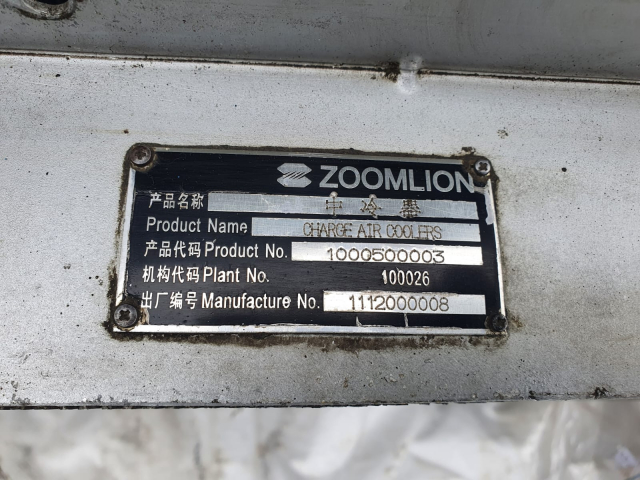 ZOOMLION
产品名称 中冷器
Product Name CHARGE AIR COOLERS
产品代码 Product No. 1000500003
机构代码 Plant No. 100026
出厂编号 Manufacture No. 1112000008